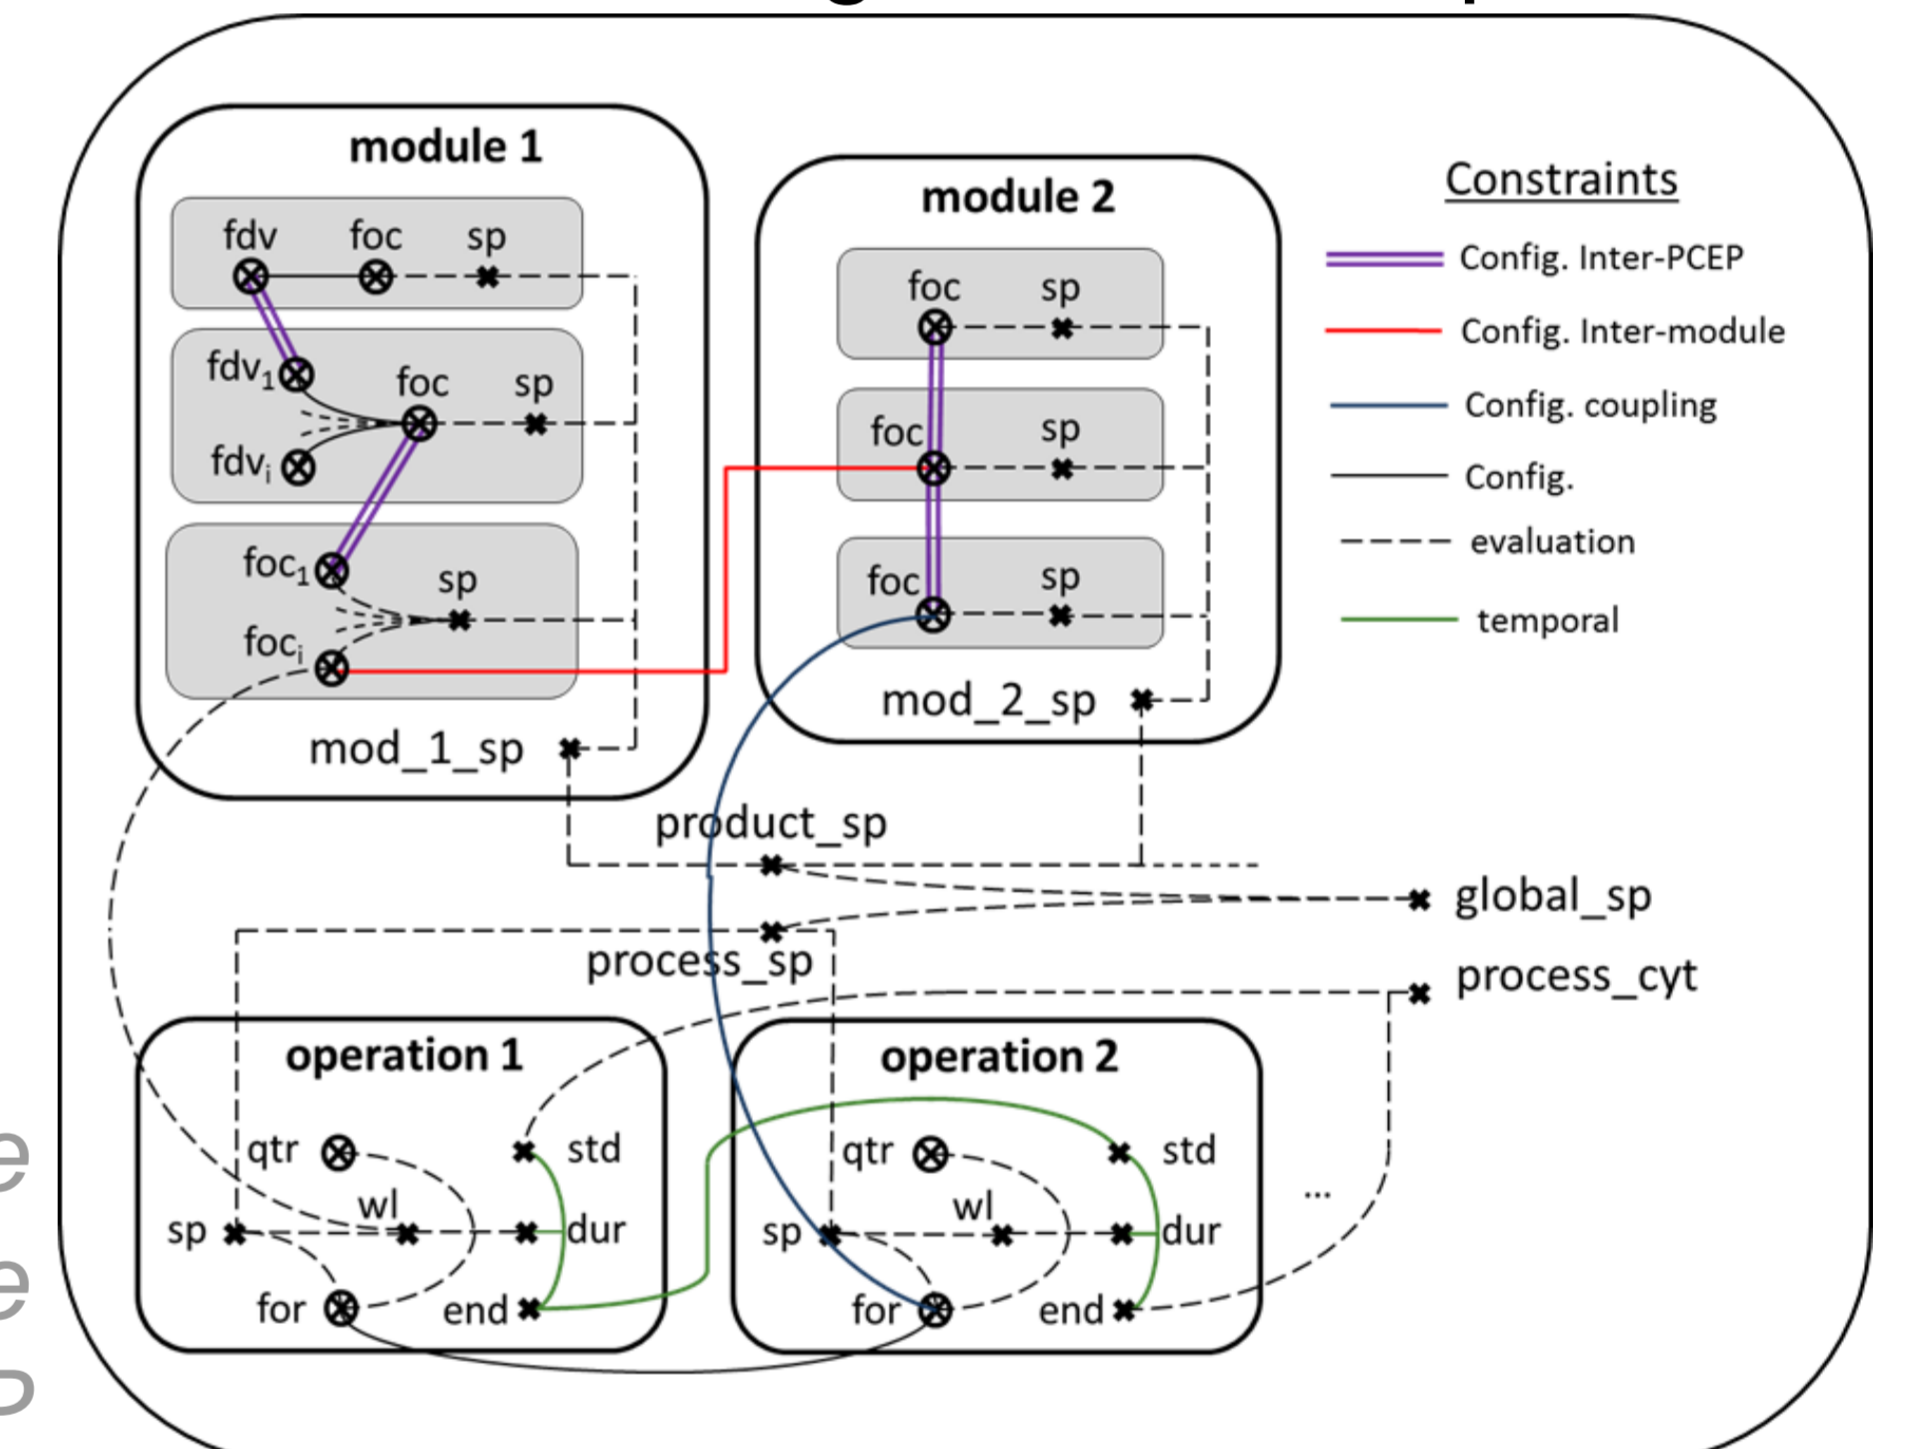 module 1
fdv foc sp
fdv1 foc sp
fdvi
foc1 sp
foci
mod_1_sp
module 2
foc sp
foc sp
foc sp
mod_2_sp
Constraints
Config. Inter-PCEP
Config. Inter-module
Config. coupling
Config.
evaluation
temporal
product_sp
global_sp
process_sp
process_cyt
operation 1
qtr std
wl
sp dur
for end
operation 2
qtr std
wl
sp dur
for end
...
e
e